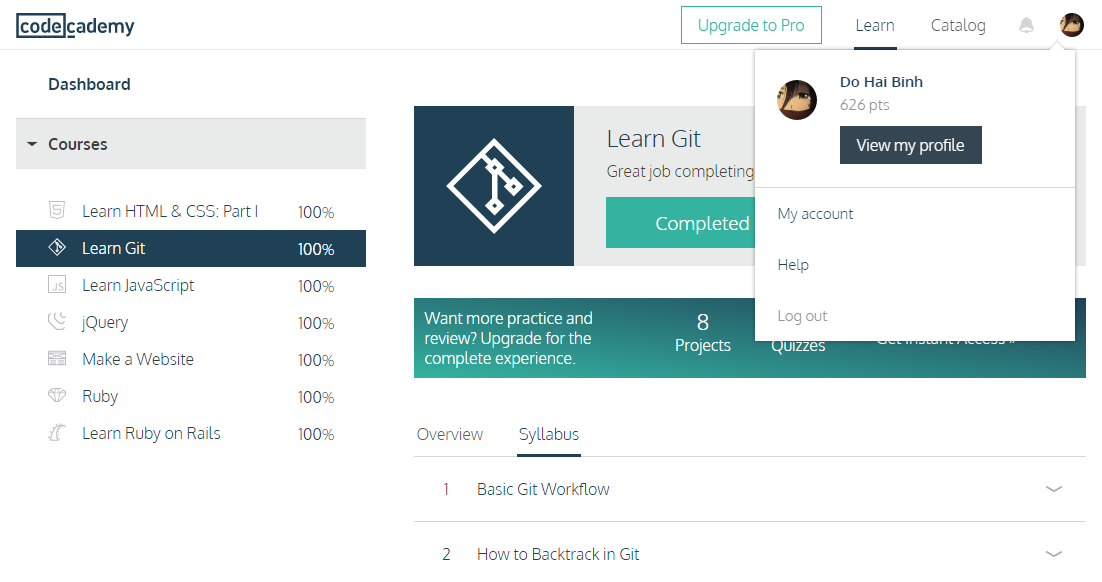 codecademy
Upgrade to Pro
Learn
Catalog
Dashboard
Courses
Learn HTML & CSS: Part I 100%
Learn Git 100%
JS
Learn JavaScript 100%
jQuery 100%
Make a Website 100%
Ruby 100%
Learn Ruby on Rails 100%
Do Hai Binh
626 pts
View my profile
My account
Help
Log out
Learn Git
Great job completing
Completed
Want more practice and
review? Upgrade for the
complete experience.
8
Projects
Quizzes
Get Instant Access »
Overview
Syllabus
1 Basic Git Workflow
2 How to Backtrack in Git